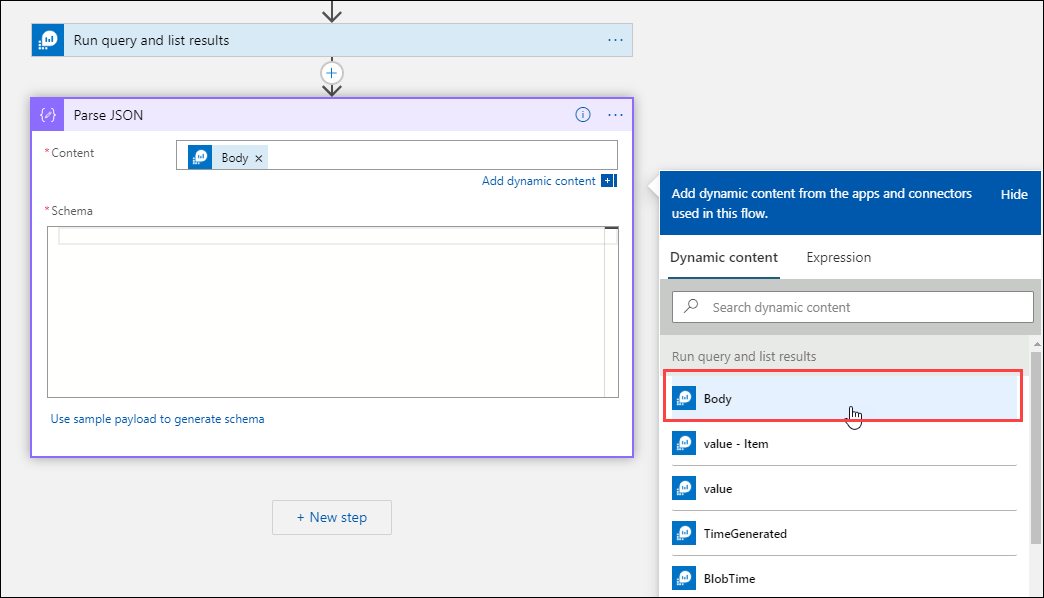 Run query and list results
...
Parse JSON
...
*Content
Body ×
Add dynamic content
*Schema
Use sample payload to generate schema
+ New step
Add dynamic content from the apps and connectors
used in this flow.
Hide
Dynamic content
Expression
Search dynamic content
Run query and list results
Body
value - Item
value
TimeGenerated
BlobTime